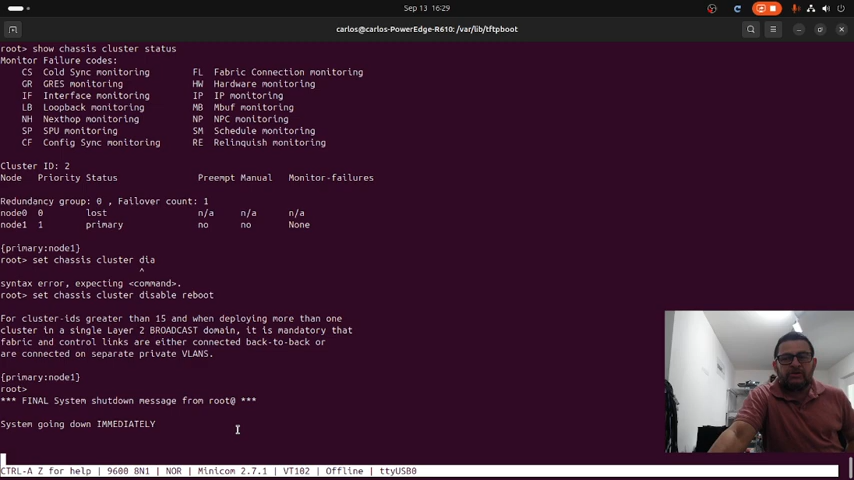 Sep 13 16:29
carlos@carlos-PowerEdge-R610: /var/lib/tftpboot
root> show chassis cluster status
Monitor Failure codes:
CS Cold Sync monitoring FL Fabric Connection monitoring
GR GRES monitoring HW Hardware monitoring
IF Interface monitoring IP IP monitoring
LB Loopback monitoring MB Mbuf monitoring
NH Nexthop monitoring NP NPC monitoring
SP SPU monitoring SM Schedule monitoring
CF Config Sync monitoring RE Relinquish monitoring
Cluster ID: 2
Node Priority Status Preempt Manual Monitor-failures
Redundancy group: 0 , Failover count: 1
node0 0 lost n/a n/a n/a
node1 1 primary no no None
{primary:node1}
root> set chassis cluster dia
^
syntax error, expecting <command>.
root> set chassis cluster disable reboot
For cluster-ids greater than 15 and when deploying more than one
cluster in a single Layer 2 BROADCAST domain, it is mandatory that
fabric and control links are either connected back-to-back or
are connected on separate private VLANS.
{primary:node1}
root>
*** FINAL System shutdown message from root@ ***
System going down IMMEDIATELY
CTRL-A Z for help | 9600 8N1 | NOR | Minicom 2.7.1 | VT102 | Offline | ttyUSB0